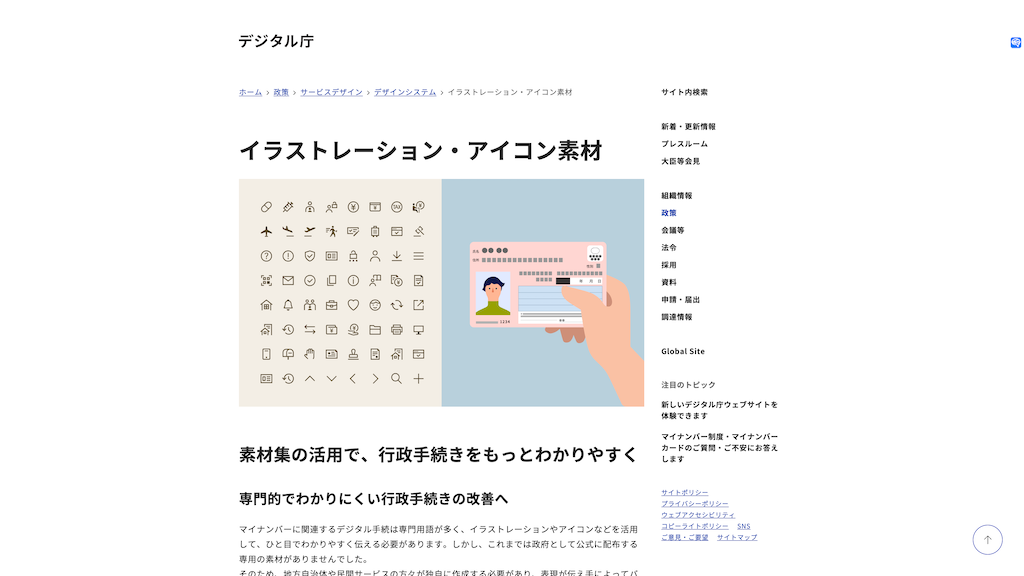 デジタル庁
ホーム › 政策 › サービスデザイン › デザインシステム › イラストレーション・アイコン素材
イラストレーション・アイコン素材
1234
素材集の活用で、行政手続きをもっとわかりやすく
専門的でわかりにくい行政手続きの改善へ
マイナンバーに関連するデジタル手続は専門用語が多く、イラストレーションやアイコンなどを活用
して、ひと目でわかりやすく伝える必要があります。しかし、これまでは政府として公式に配布する
専用の素材がありませんでした。
そのため、地方自治体や民間サービスの方々が独自に作成する必要があり、表現が伝え手によってバ
サイト内検索
新着・更新情報
プレスルーム
大臣等会見
組織情報
政策
会議等
法令
採用
資料
申請・届出
調達情報
Global Site
注目のトピック
新しいデジタル庁ウェブサイトを
体験できます
マイナンバー制度・マイナンバー
カードのご質問・ご不安にお答え
します
サイトポリシー
プライバシーポリシー
ウェブアクセシビリティ
コピーライトポリシー SNS
ご意見・ご要望 サイトマップ